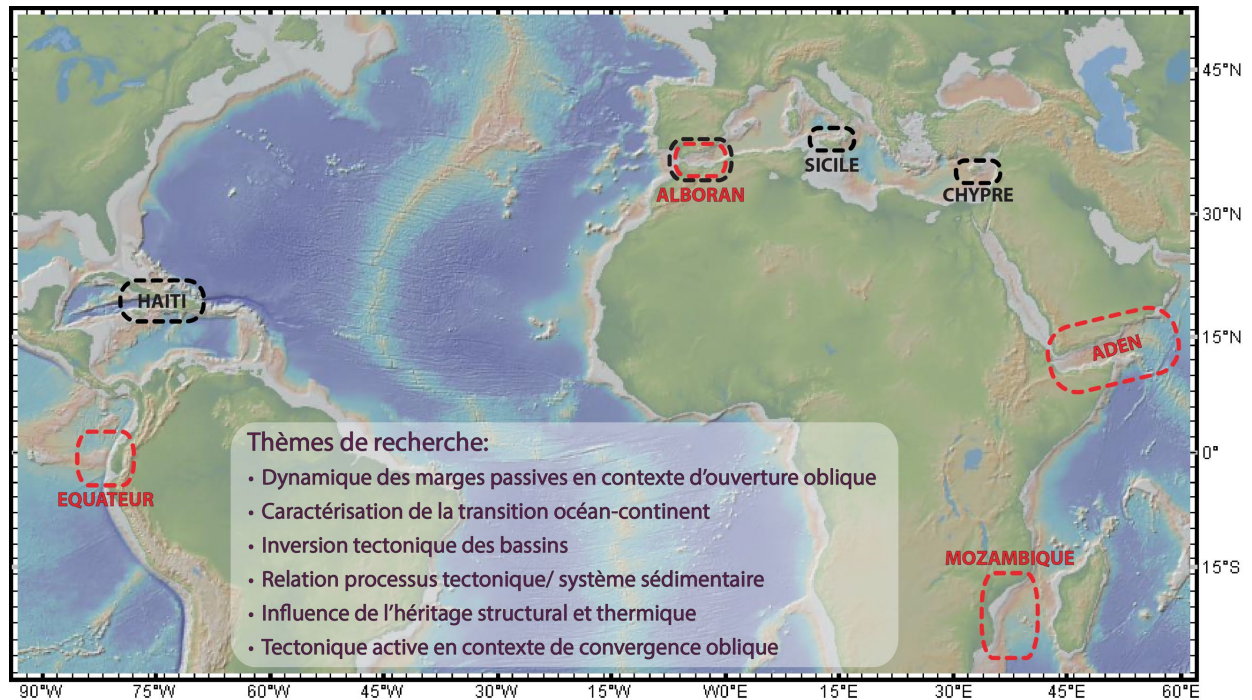 45°N
SICILE
ALBORAN
CHYPRE
30°N
HAITI
15°N
ADEN
Thèmes de recherche:
• Dynamique des marges passives en contexte d'ouverture oblique
0°
EQUATEUR
• Caractérisation de la transition océan-continent
• Inversion tectonique des bassins
MOZAMBIQUE
15°S
• Relation processus tectonique/ système sédimentaire
• Influence de l'héritage structural et thermique
• Tectonique active en contexte de convergence oblique
90°W 75°W 60°W 45°W 30°W 15°W W0°E 15°E 30°E 45°E 60°E